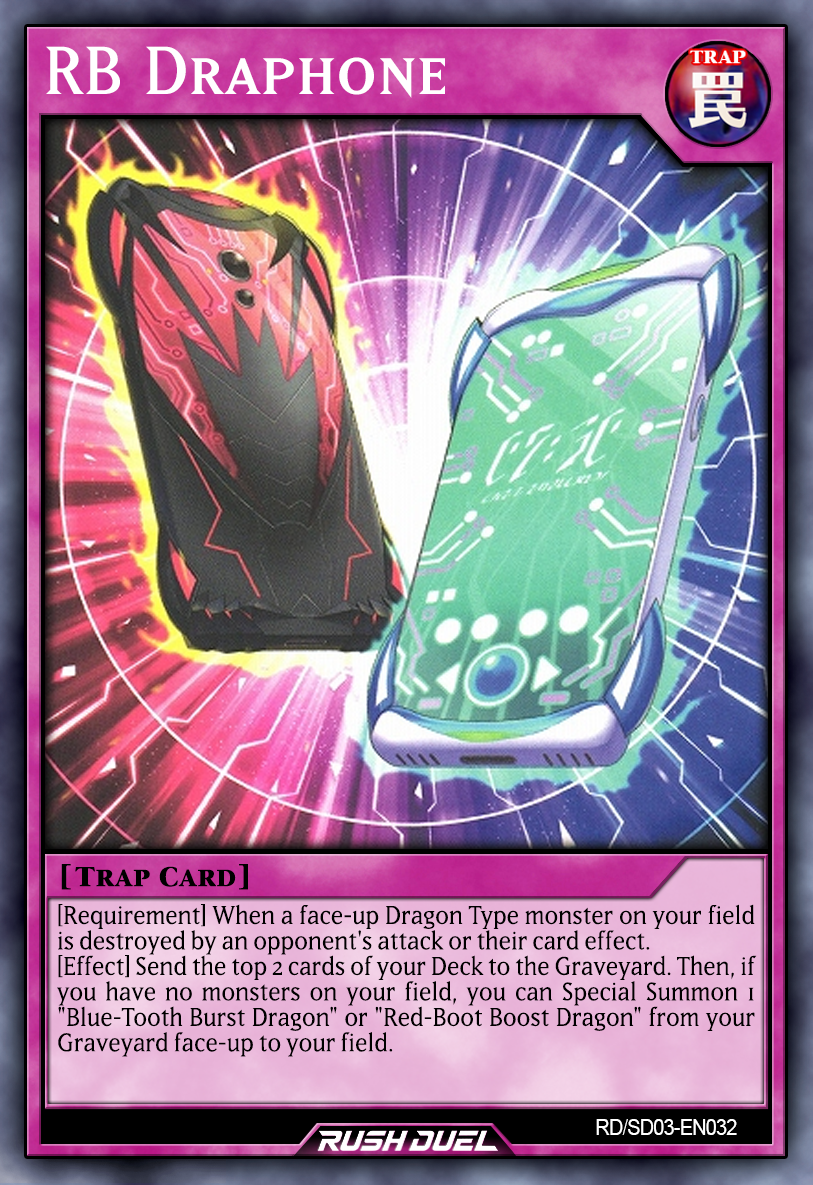 RB Draphone
TRAP
罠
[Trap Card]
[Requirement] When a face-up Dragon Type monster on your field
is destroyed by an opponent's attack or their card effect.
[Effect] Send the top 2 cards of your Deck to the Graveyard. Then, if
you have no monsters on your field, you can Special Summon 1
"Blue-Tooth Burst Dragon" or "Red-Boot Boost Dragon" from your
Graveyard face-up to your field.
RUSH DUEL
RD/SD03-EN032